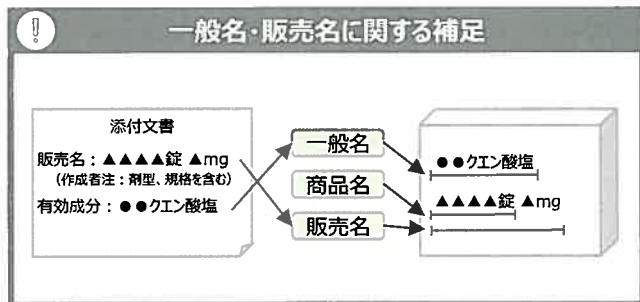 一般名・販売名に関する補足
添付文書
販売名：▲▲▲▲錠 ▲mg
（作成者注：剤型、規格を含む）
有効成分：●●クエン酸塩
一般名
商品名
販売名
●●クエン酸塩
▲▲▲▲錠 ▲mg